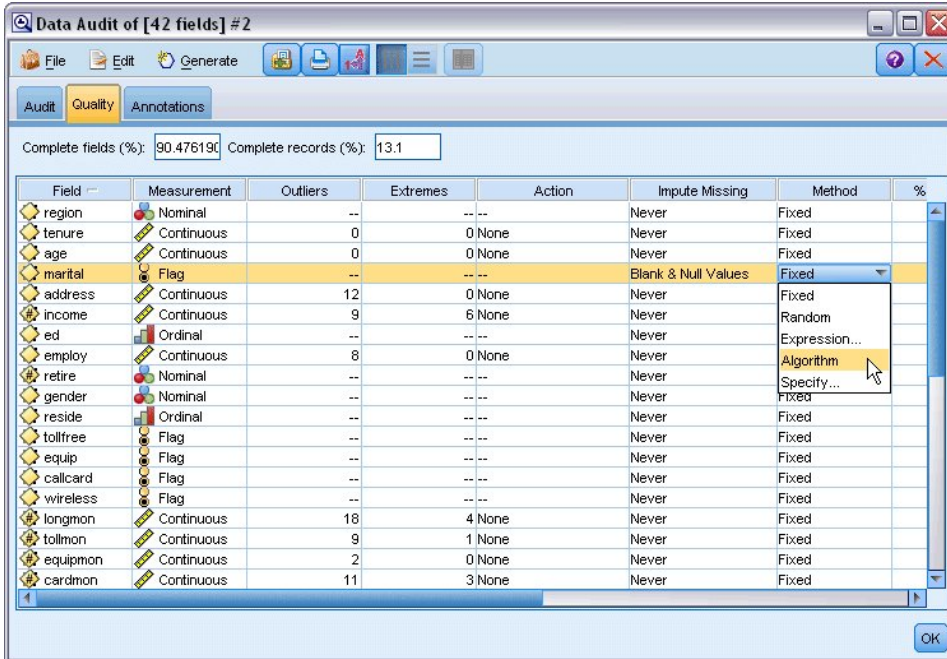 Data Audit of [42 fields] #2
File Edit Generate
Audit Quality Annotations
Complete fields (%): 90.476190 Complete records (%): 13.1
Field Measurement Outliers Extremes Action Impute Missing Method %
region Nominal -- -- -- Never Fixed
tenure Continuous 0 0 None Never Fixed
age Continuous 0 0 None Never Fixed
marital Flag -- -- -- Blank & Null Values Fixed
address Continuous 12 0 None Never Fixed
income Continuous 9 6 None Never Random
ed Ordinal -- -- -- Never Expression...
employ Continuous 8 0 None Never Algorithm
retire Nominal -- -- -- Never Specify...
gender Nominal -- -- -- Never Fixed
reside Ordinal -- -- -- Never Fixed
tollfree Flag -- -- -- Never Fixed
equip Flag -- -- -- Never Fixed
callcard Flag -- -- -- Never Fixed
wireless Flag -- -- -- Never Fixed
longmon Continuous 18 4 None Never Fixed
tollmon Continuous 9 1 None Never Fixed
equipmon Continuous 2 0 None Never Fixed
cardmon Continuous 11 3 None Never Fixed
OK